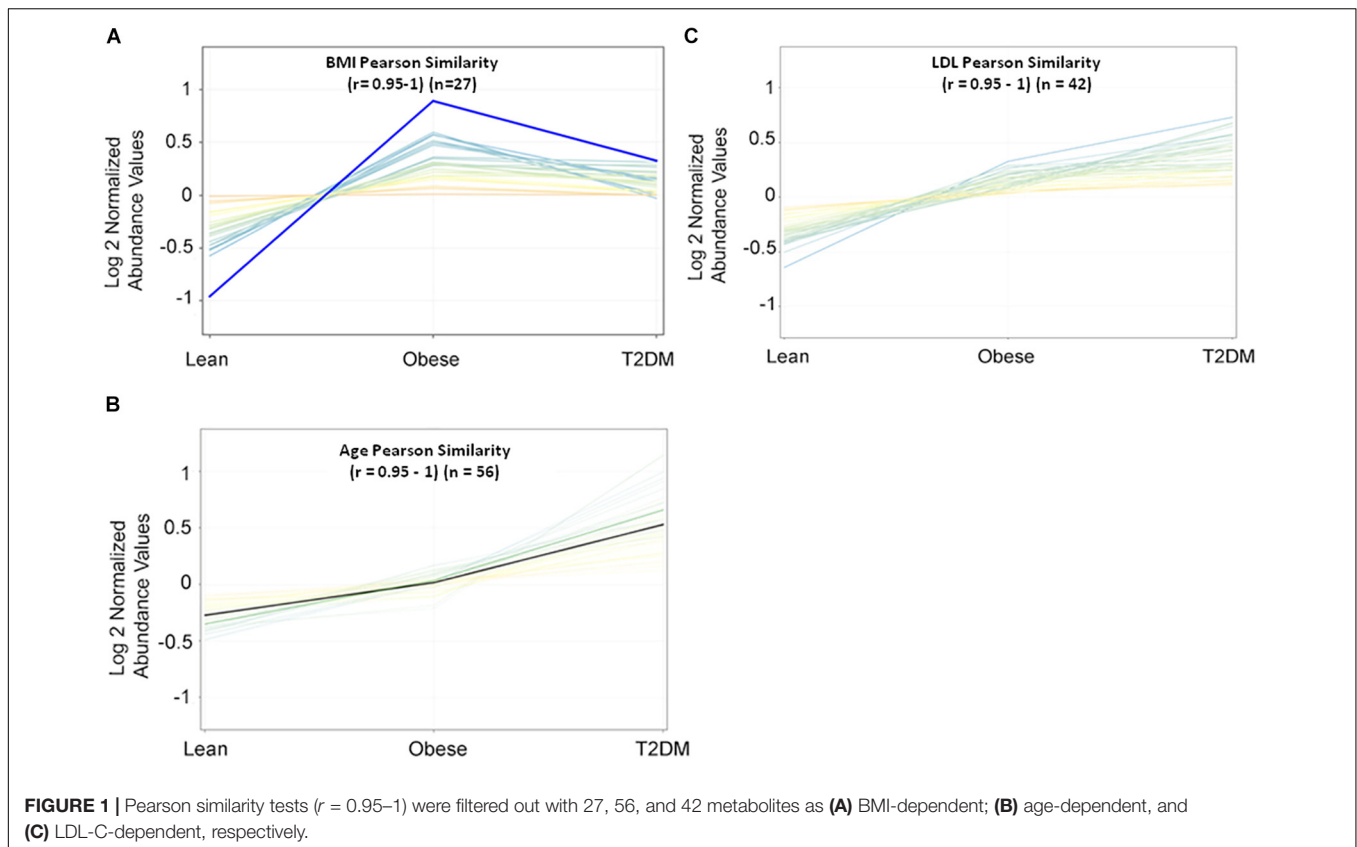 A
BMI Pearson Similarity
(r= 0.95-1) (n=27)
Log 2 Normalized
Abundance Values
1
0.5
0
-0.5
-1
Lean
Obese
T2DM
C
LDL Pearson Similarity
(r = 0.95 - 1) (n = 42)
Log 2 Normalized
Abundance Values
1
0.5
0
-0.5
-1
Lean
Obese
T2DM
B
Age Pearson Similarity
(r = 0.95 - 1) (n = 56)
Log 2 Normalized
Abundance Values
1
0.5
0
-0.5
-1
Lean
Obese
T2DM
FIGURE 1 | Pearson similarity tests (r = 0.95–1) were filtered out with 27, 56, and 42 metabolites as (A) BMI-dependent; (B) age-dependent, and
(C) LDL-C-dependent, respectively.